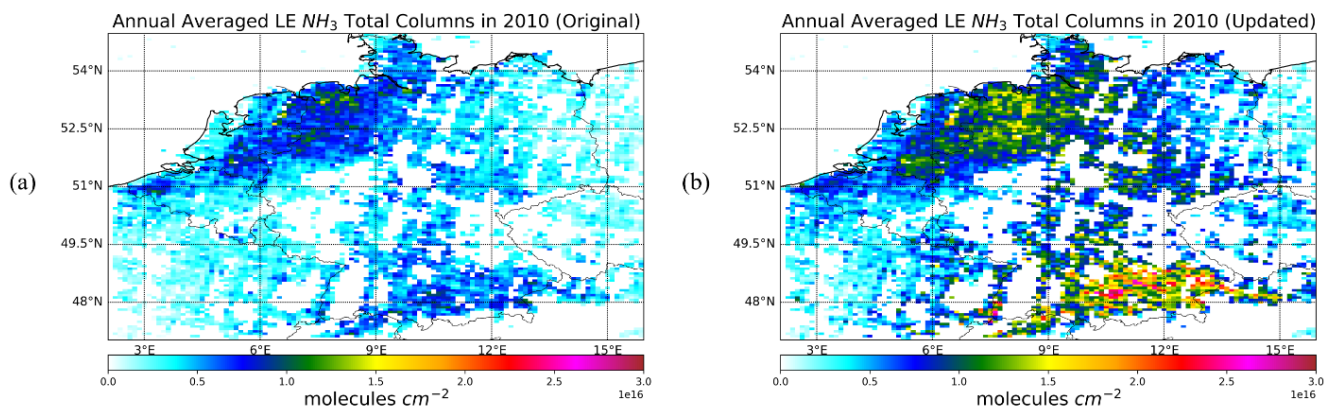 Annual Averaged LE NH₃ Total Columns in 2010 (Original)
(a)
54°N
52.5°N
51°N
49.5°N
48°N
3°E 6°E 9°E 12°E 15°E
0.0 0.5 1.0 1.5 2.0 2.5 3.0
1e16
molecules cm⁻²
Annual Averaged LE NH₃ Total Columns in 2010 (Updated)
(b)
54°N
52.5°N
51°N
49.5°N
48°N
3°E 6°E 9°E 12°E 15°E
0.0 0.5 1.0 1.5 2.0 2.5 3.0
1e16
molecules cm⁻²